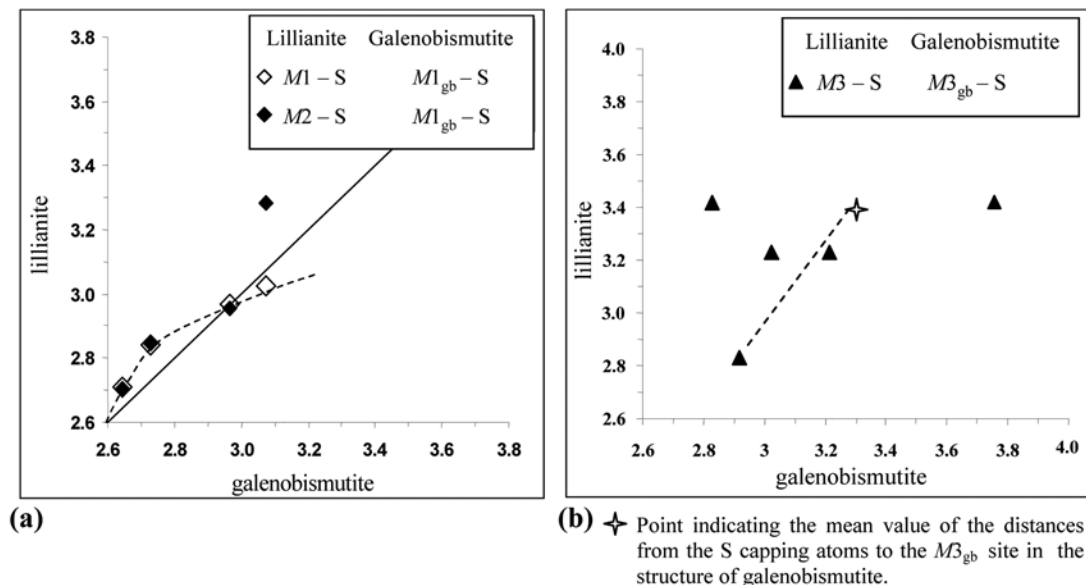 3.8
3.6
3.4
3.2
3.0
2.8
2.6
lillianite
Lillianite Galenobismutite
M1 – S M1gb – S
M2 – S M1gb – S
2.6 2.8 3.0 3.2 3.4 3.6 3.8
galenobismutite
(a)
4.0
3.8
3.6
3.4
3.2
3.0
2.8
2.6
lillianite
Lillianite Galenobismutite
M3 – S M3gb – S
2.6 2.8 3 3.2 3.4 3.6 3.8 4.0
galenobismutite
(b) Point indicating the mean value of the distances
from the S capping atoms to the M3gb site in the
structure of galenobismutite.